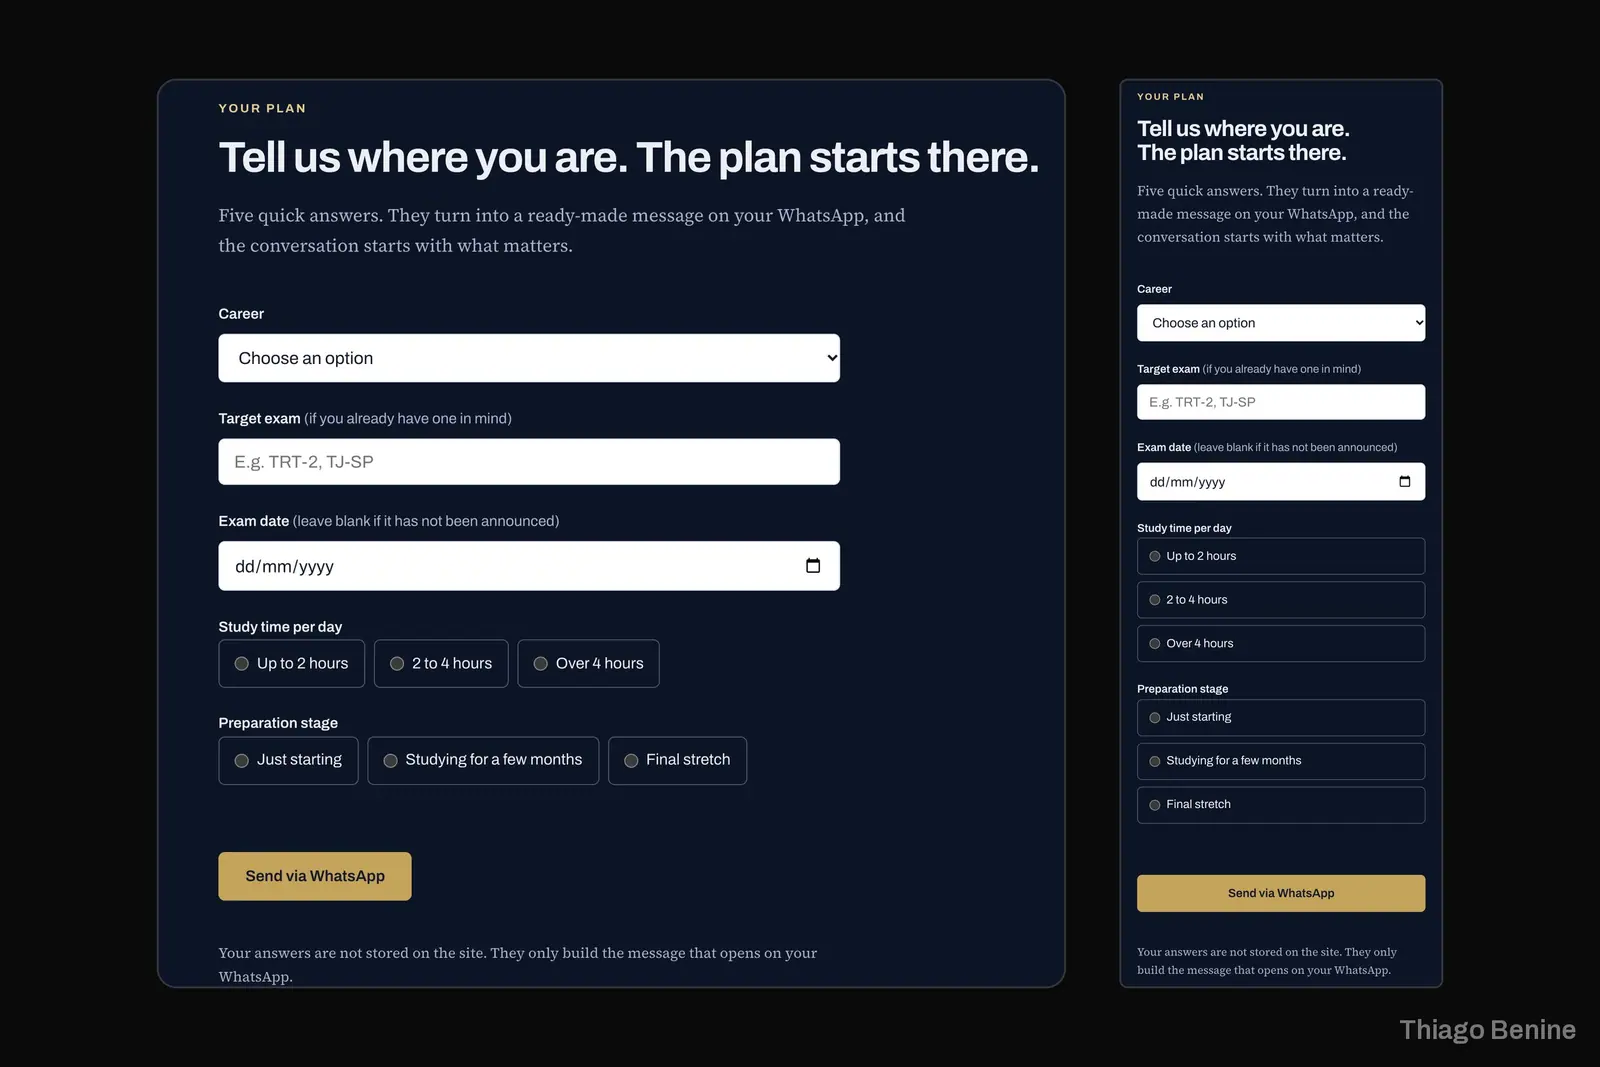 YOUR PLAN
Tell us where you are. The plan starts there.
Five quick answers. They turn into a ready-made message on your WhatsApp, and
the conversation starts with what matters.
Career
Choose an option
Target exam (if you already have one in mind)
E.g. TRT-2, TJ-SP
Exam date (leave blank if it has not been announced)
dd/mm/yyyy
Study time per day
Up to 2 hours
2 to 4 hours
Over 4 hours
Preparation stage
Just starting
Studying for a few months
Final stretch
Send via WhatsApp
Your answers are not stored on the site. They only build the message that opens on your
WhatsApp.
YOUR PLAN
Tell us where you are.
The plan starts there.
Five quick answers. They turn into a ready-
made message on your WhatsApp, and the
conversation starts with what matters.
Career
Choose an option
Target exam (if you already have one in mind)
E.g. TRT-2, TJ-SP
Exam date (leave blank if it has not been announced)
dd/mm/yyyy
Study time per day
Up to 2 hours
2 to 4 hours
Over 4 hours
Preparation stage
Just starting
Studying for a few months
Final stretch
Send via WhatsApp
Your answers are not stored on the site. They only
build the message that opens on your WhatsApp.
Thiago Benine